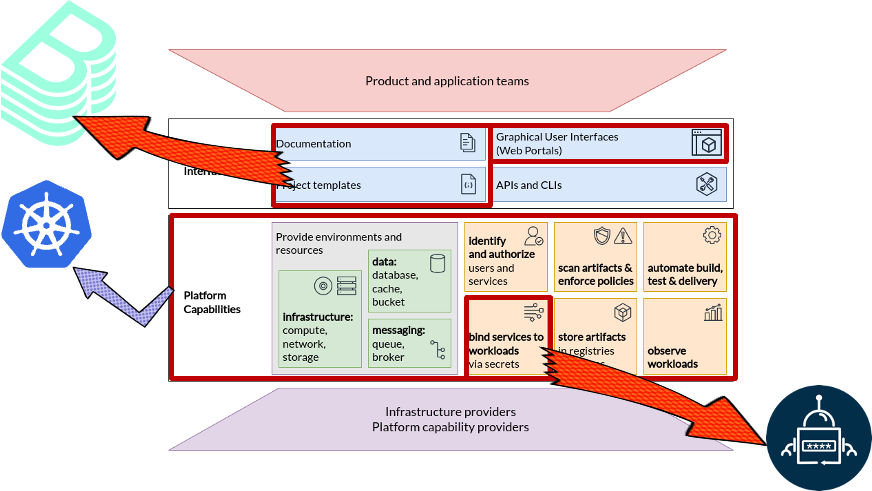 Product and application teams
Documentation
Graphical User Interfaces
(Web Portals)
templates
APIs and CLIs
Platform
Capabilities
Provide environments and
resources
Infrastructure:
compute,
network,
storage
data:
database,
cache,
bucket
messaging:
queue,
broker
identify
and authorize
users and
services
scan artifacts &
enforce policies
automate build,
test & delivery
bind services to
workloads
via secrets
store artifacts
in registries
observe
workloads
Infrastructure providers
Platform capability providers
****